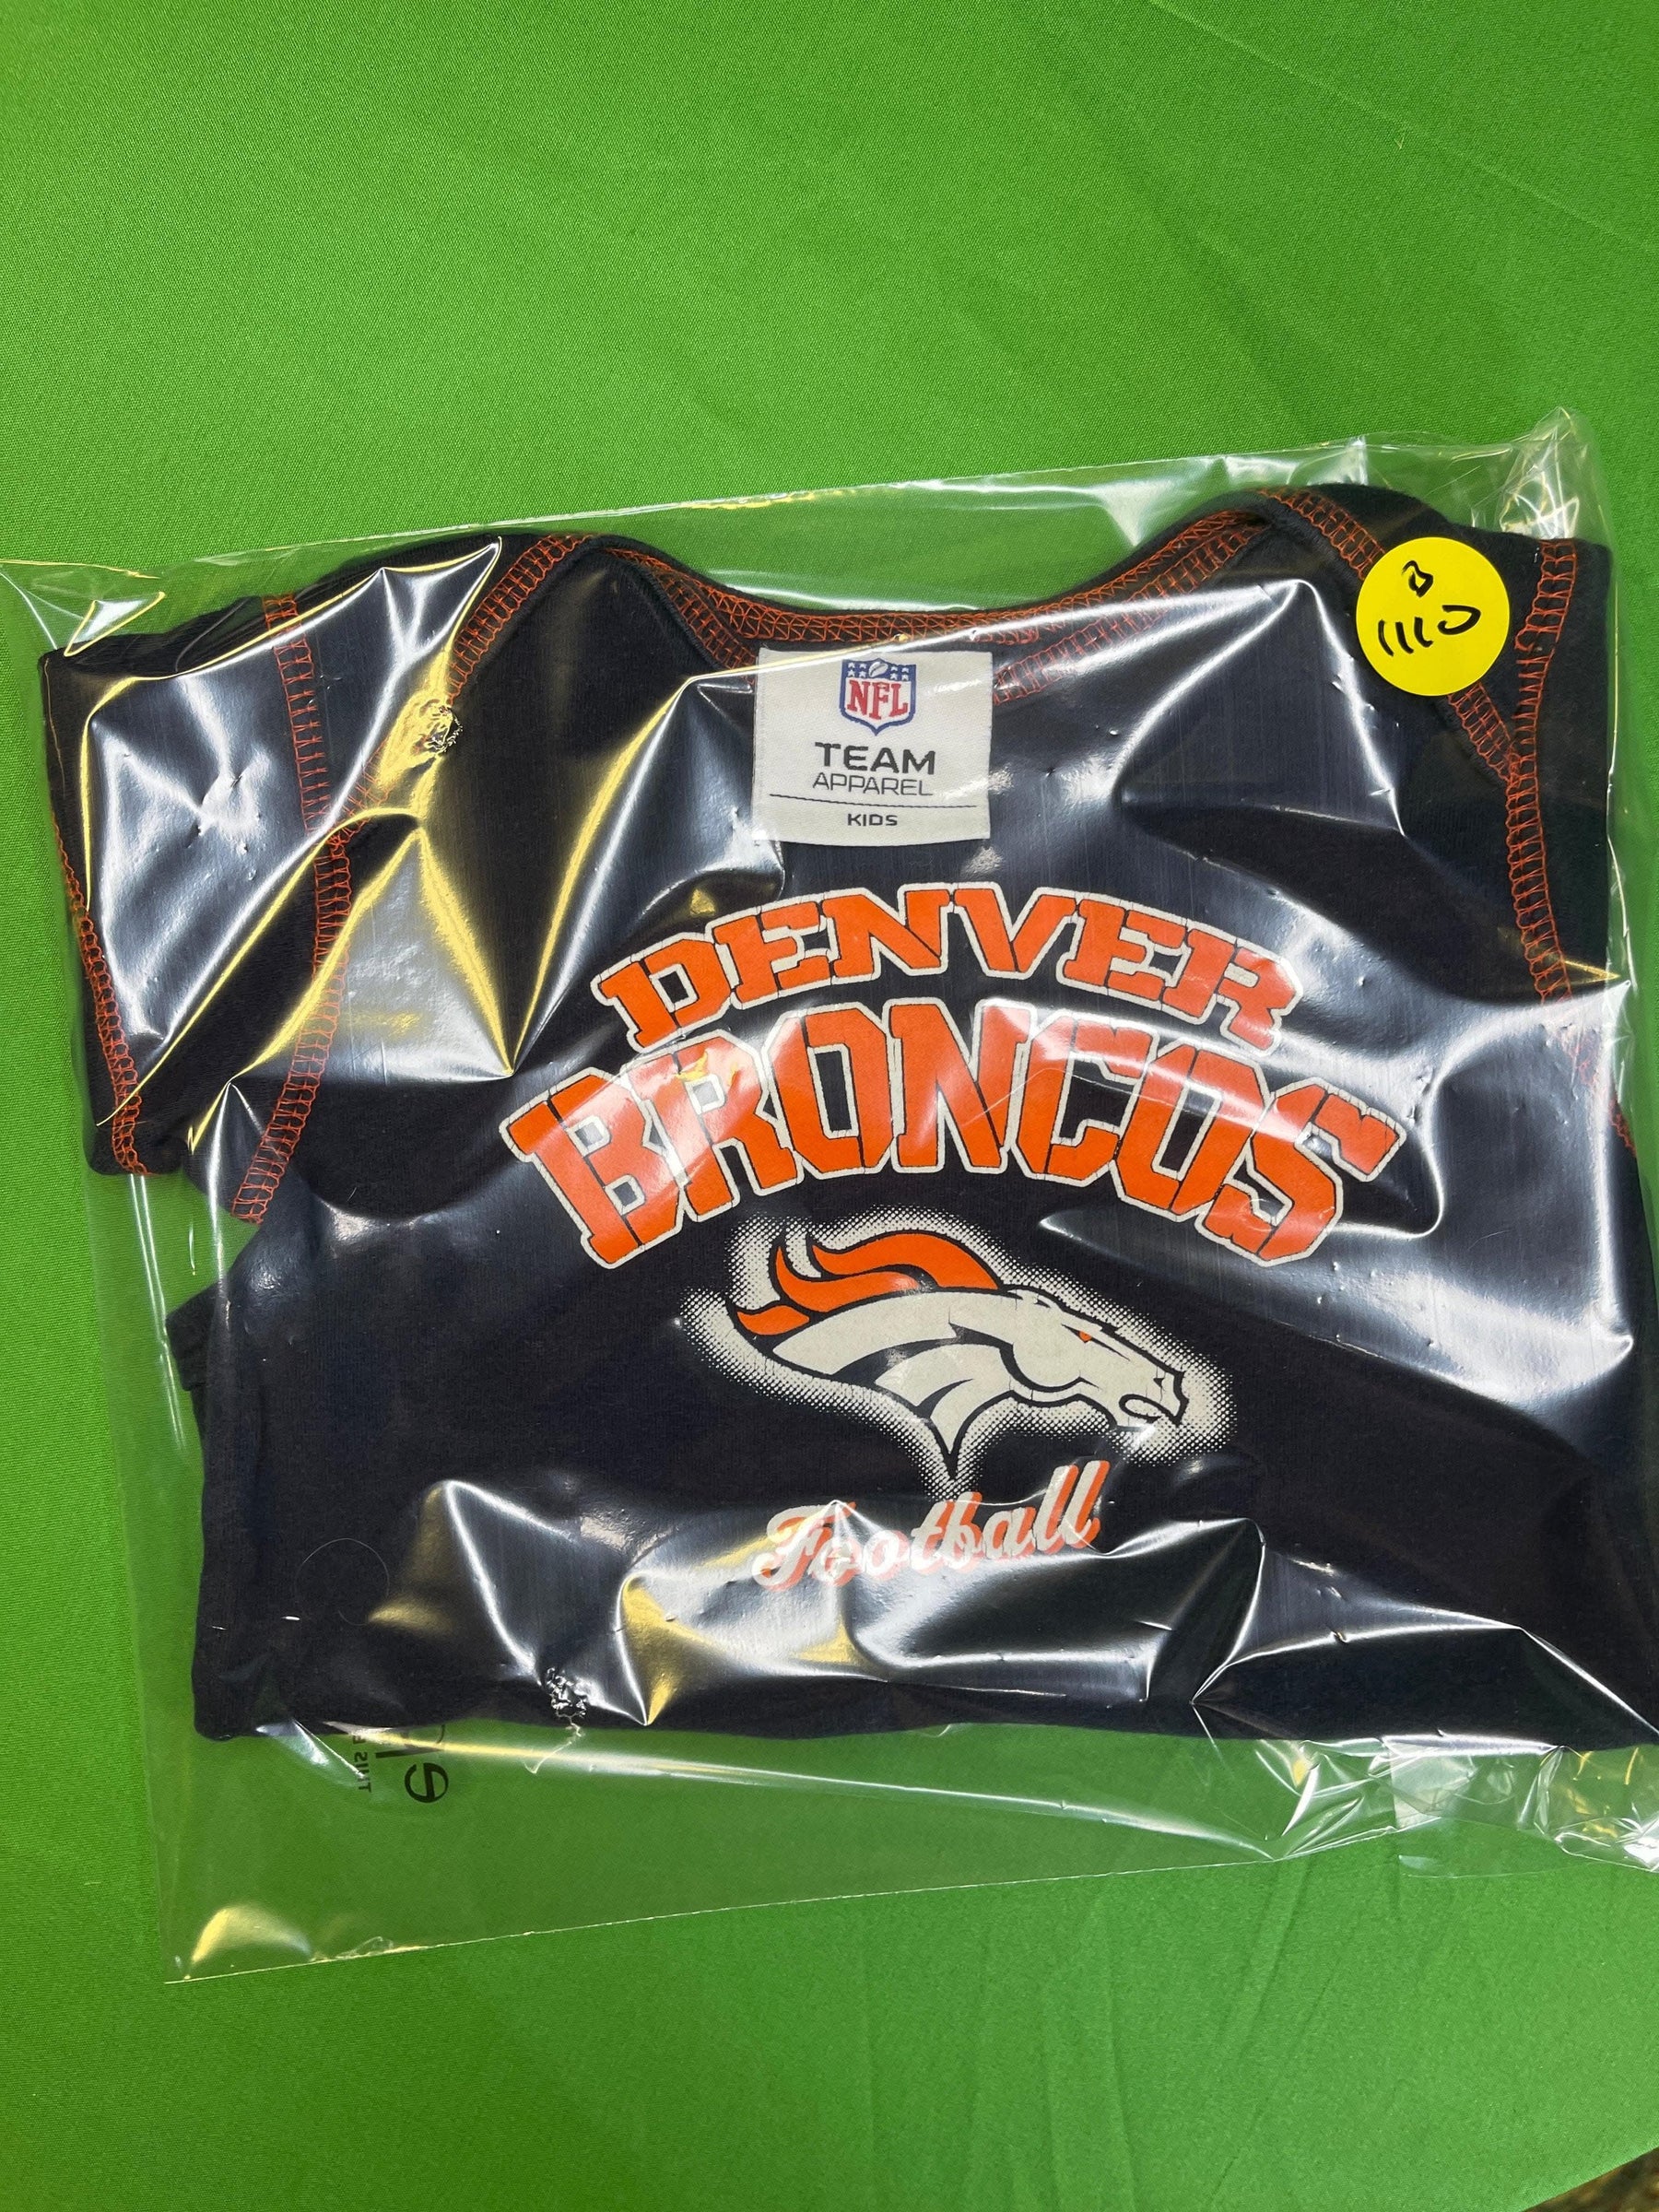 NFL
TEAM
APPAREL
KIDS
DENVER
BRONCOS
Football